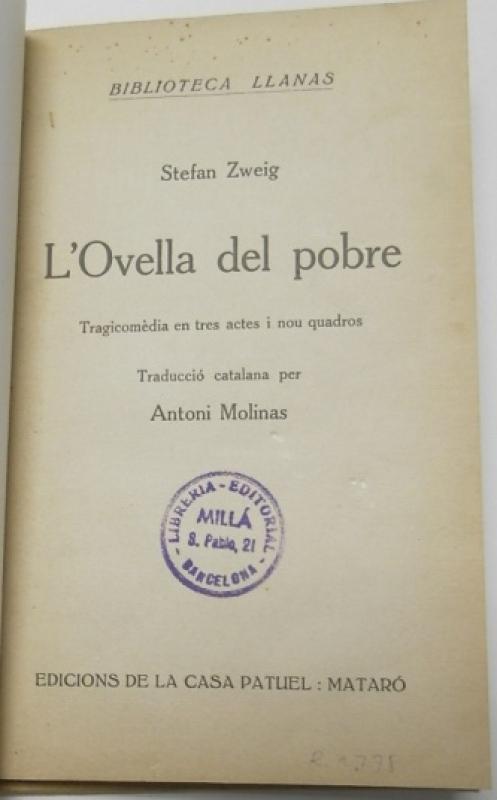 BIBLIOTECA LLANAS
Stefan Zweig
L'Ovella del pobre
Tragicomèdia en tres actes i nou quadros
Traducció catalana per
Antoni Molinas
LIBRERIA - EDITORIAL
MILLÁ
S. Pablo, 21
- BARCELONA -
EDICIONS DE LA CASA PATUEL : MATARÓ